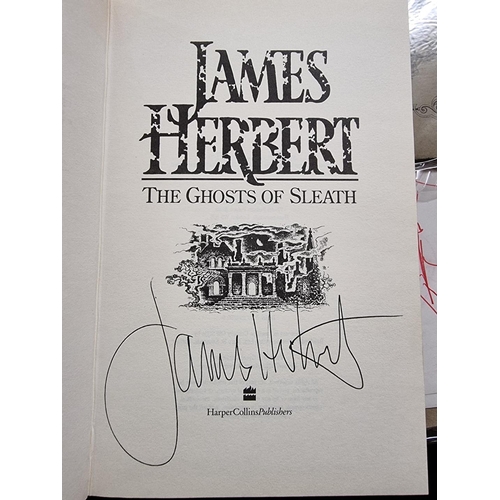 JAMES
HERBERT
THE GHOSTS OF SLEATH
James Herbert
HarperCollinsPublishers